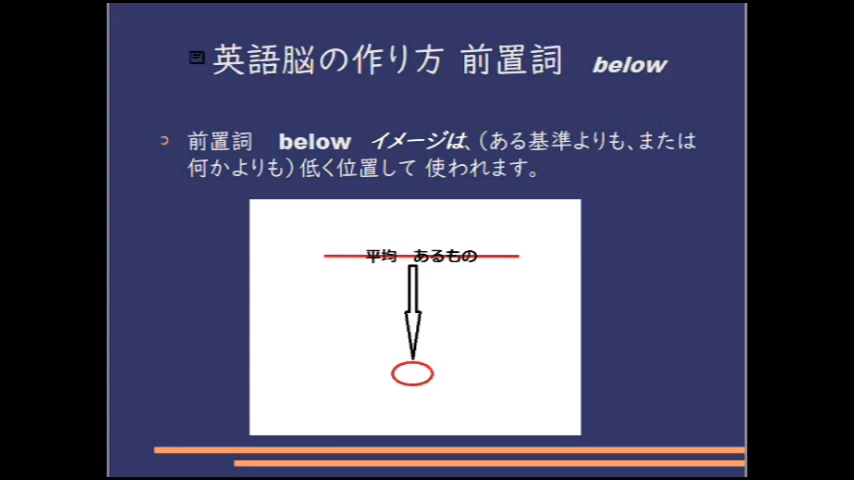 英語脳の作り方 前置詞 below
前置詞 below イメージは、（ある基準よりも、または
何かよりも）低く位置して 使われます。
平均 あるもの